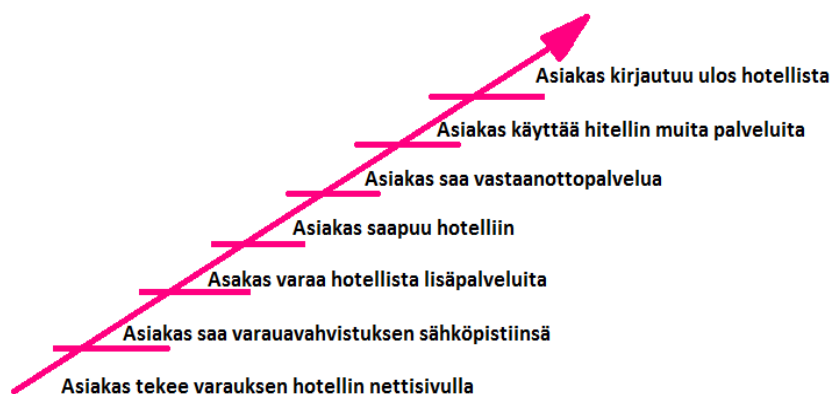 Asiakas kirjautuu ulos hotellista
Asiakas käyttää hitellin muita palveluita
Asiakas saa vastaanottopalvelua
Asiakas saapuu hotelliin
Asakas varaa hotellista lisäpalveluita
Asiakas saa varauavahvistuksen sähköpistiinsä
Asiakas tekee varauksen hotellin nettisivulla